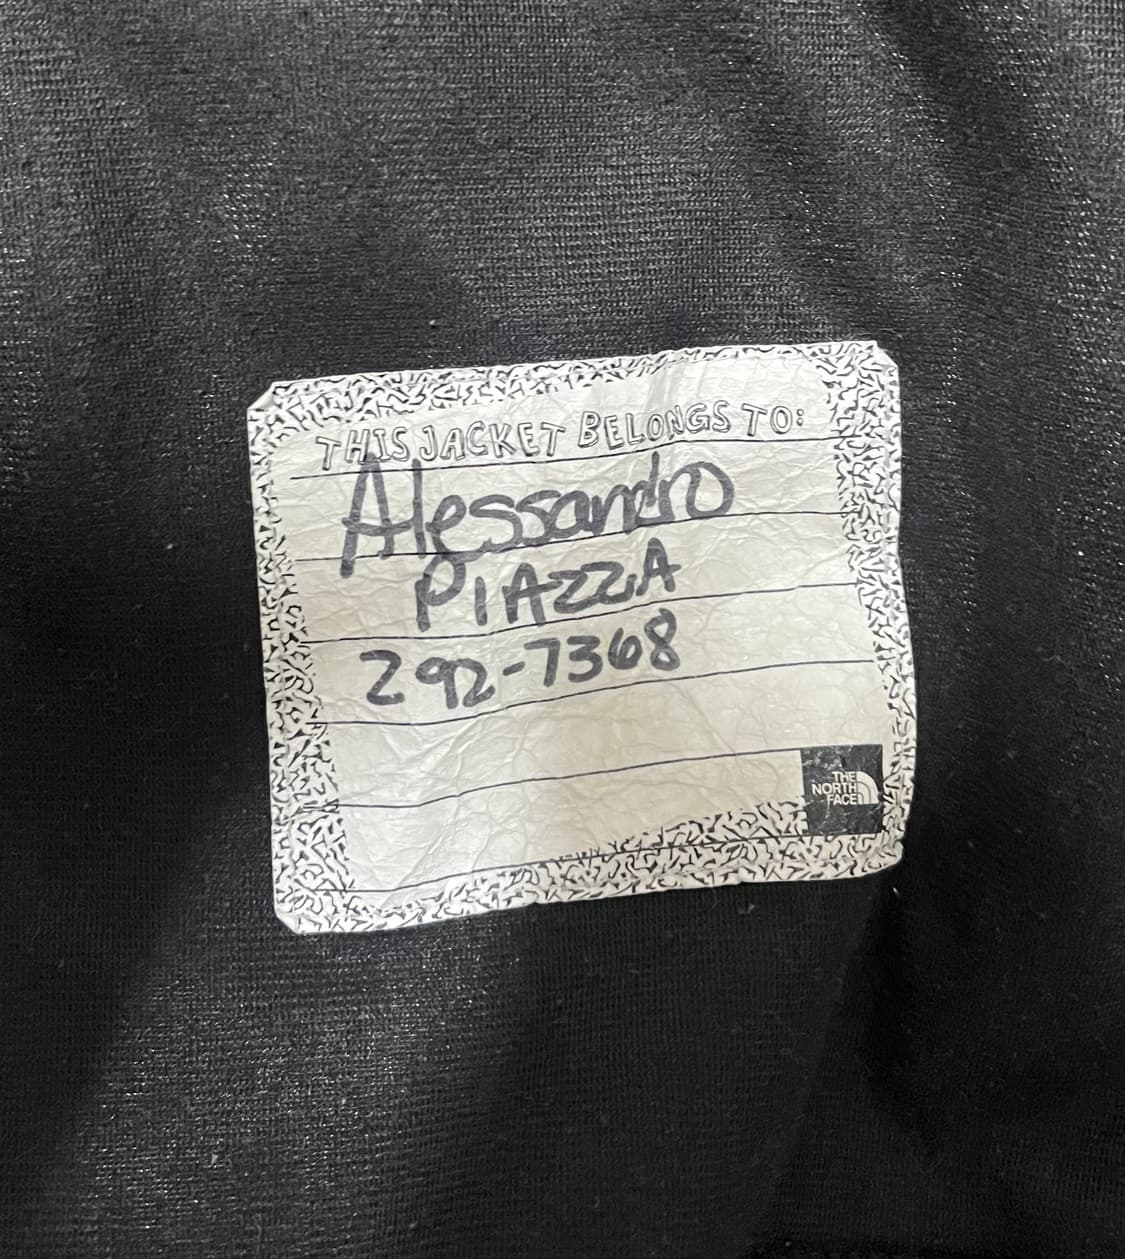 THIS JACKET BELONGS TO:
Alessandro
PIAZZA
292-7368
THE
NORTH
FACE